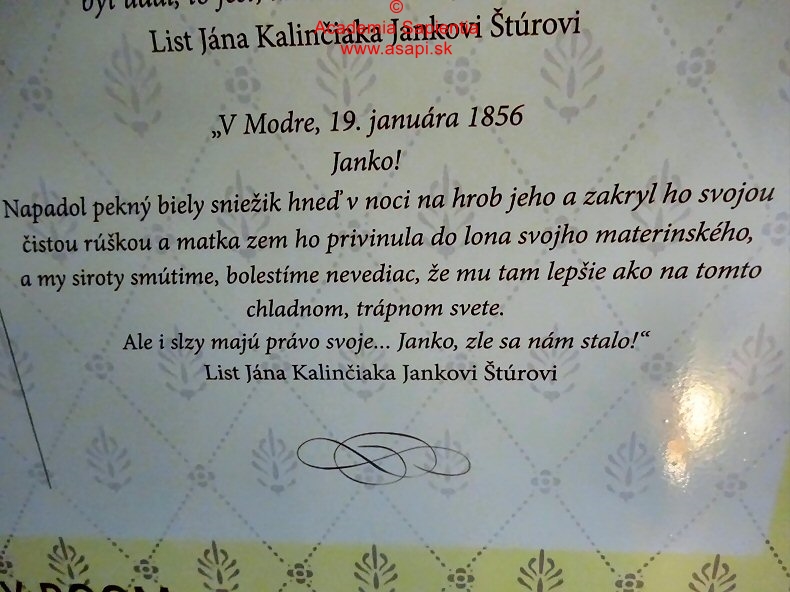 ©
Academia Sapientia
www.asapi.sk
List Jána Kalinčiaka Jankovi Štúrovi
„V Modre, 19. januára 1856
Janko!
Napadol pekný biely sniežik hneď v noci na hrob jeho a zakryl ho svojou
čistou rúškou a matka zem ho privinula do lona svojho materinského,
a my siroty smútime, bolestíme nevediac, že mu tam lepšie ako na tomto
chladnom, trápnom svete.
Ale i slzy majú právo svoje... Janko, zle sa nám stalo!“
List Jána Kalinčiaka Jankovi Štúrovi